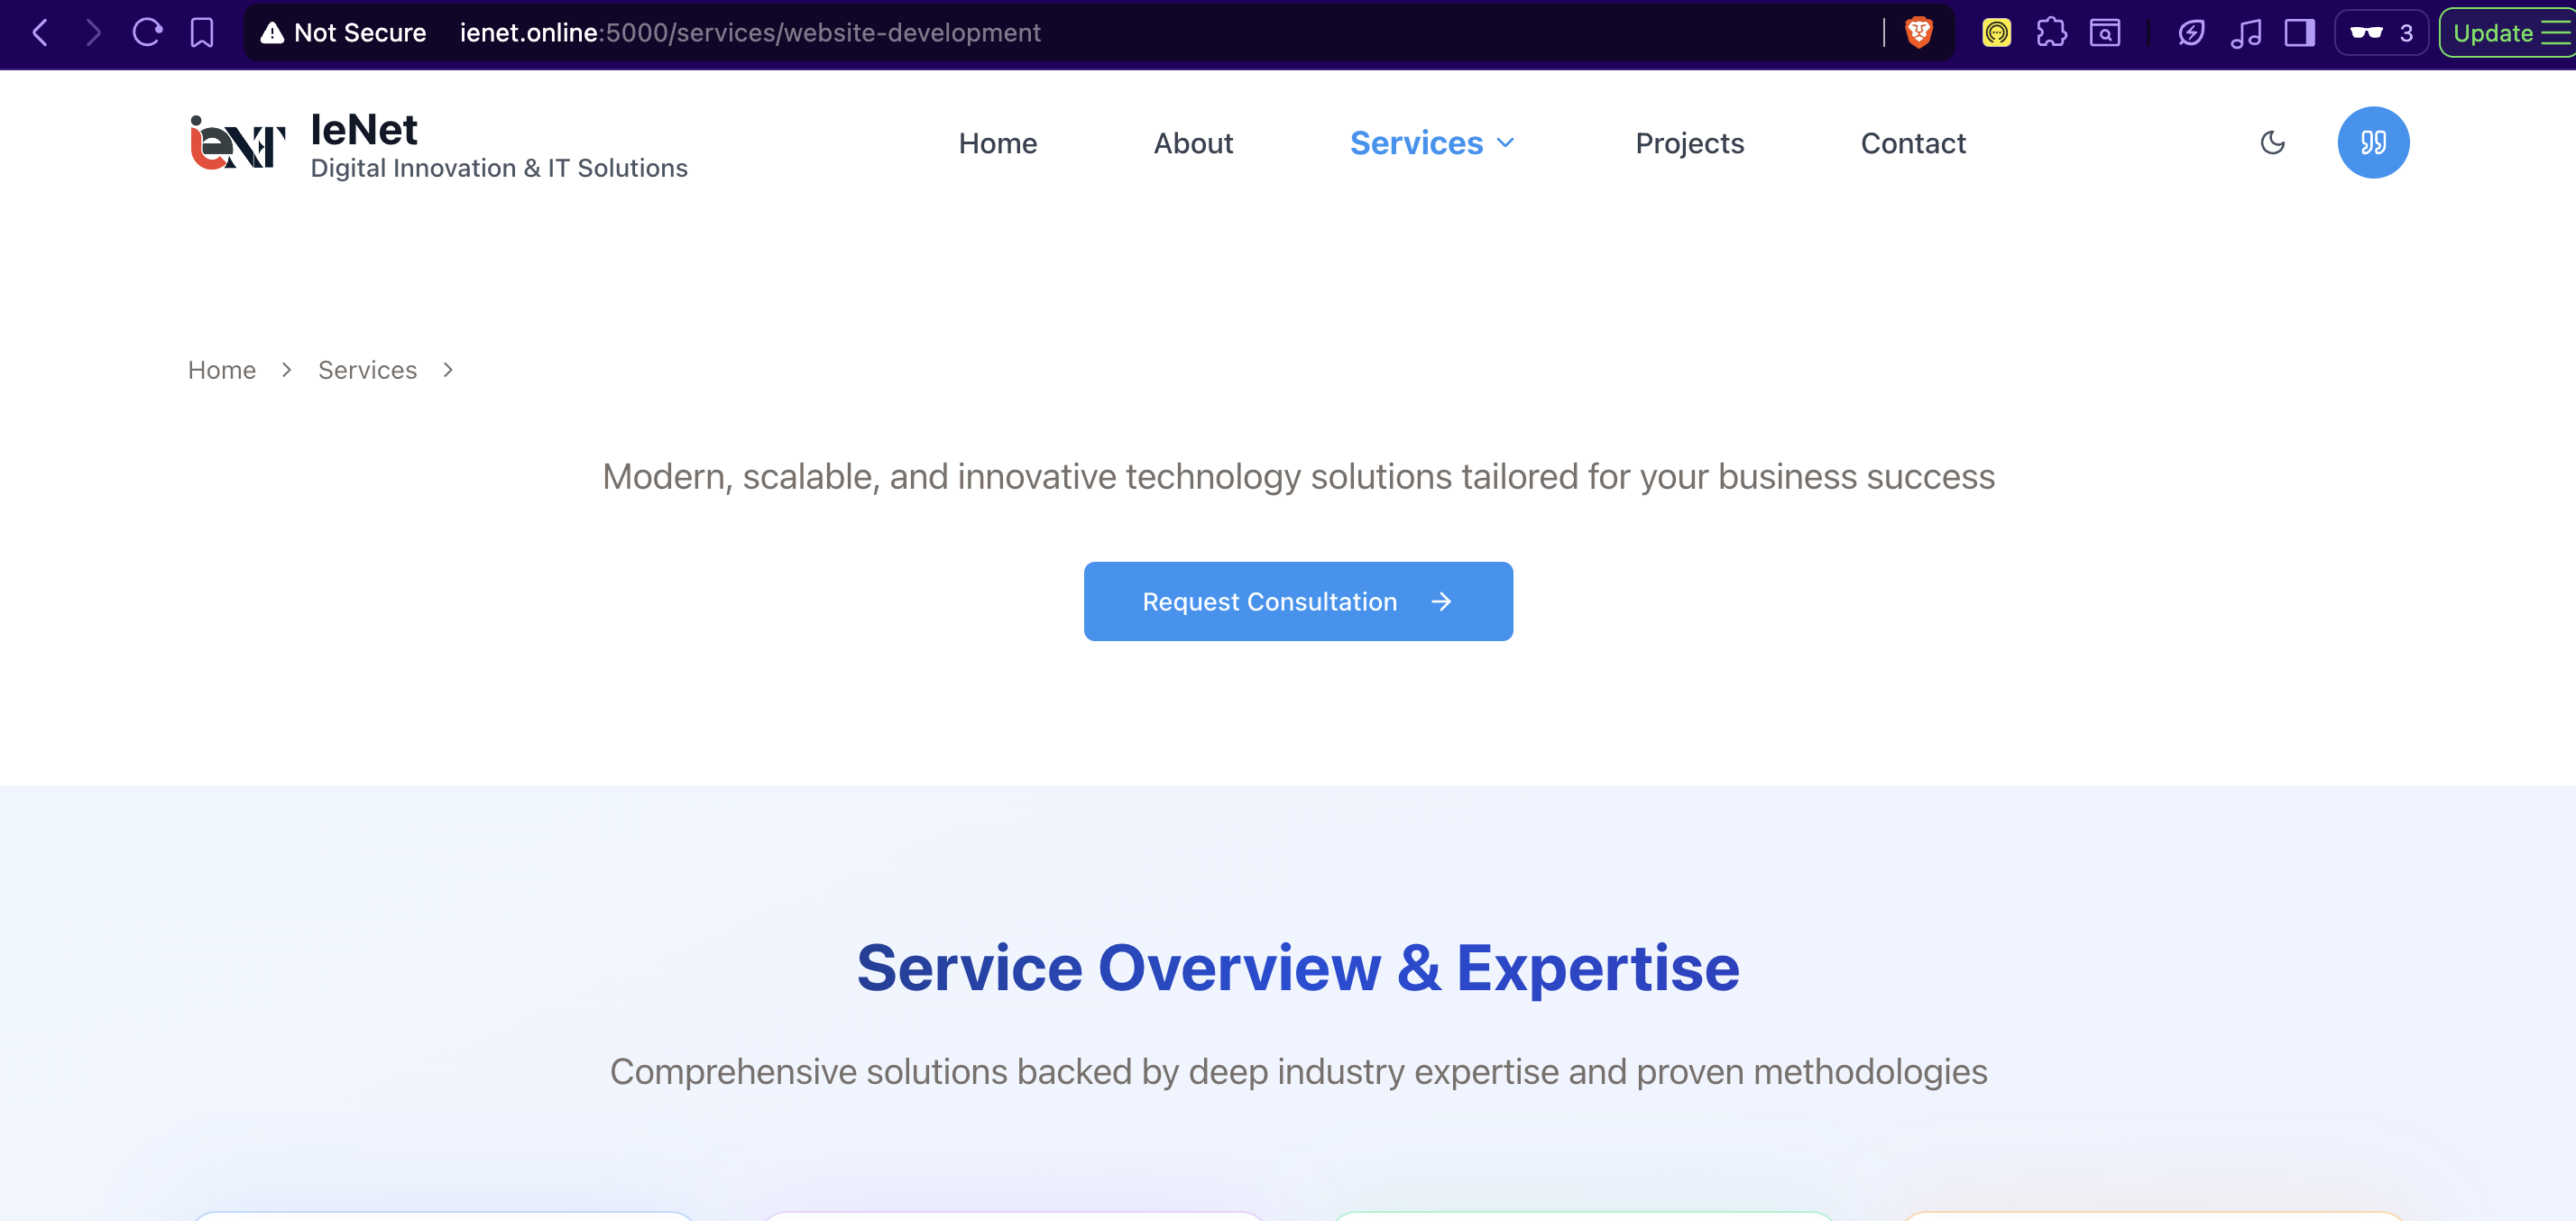 Not Secure ienet.online:5000/services/website-development
3
Update
ieNET
IeNet
Digital Innovation & IT Solutions
Home
About
Services
Projects
Contact
Home > Services >
Modern, scalable, and innovative technology solutions tailored for your business success
Request Consultation →
Service Overview & Expertise
Comprehensive solutions backed by deep industry expertise and proven methodologies